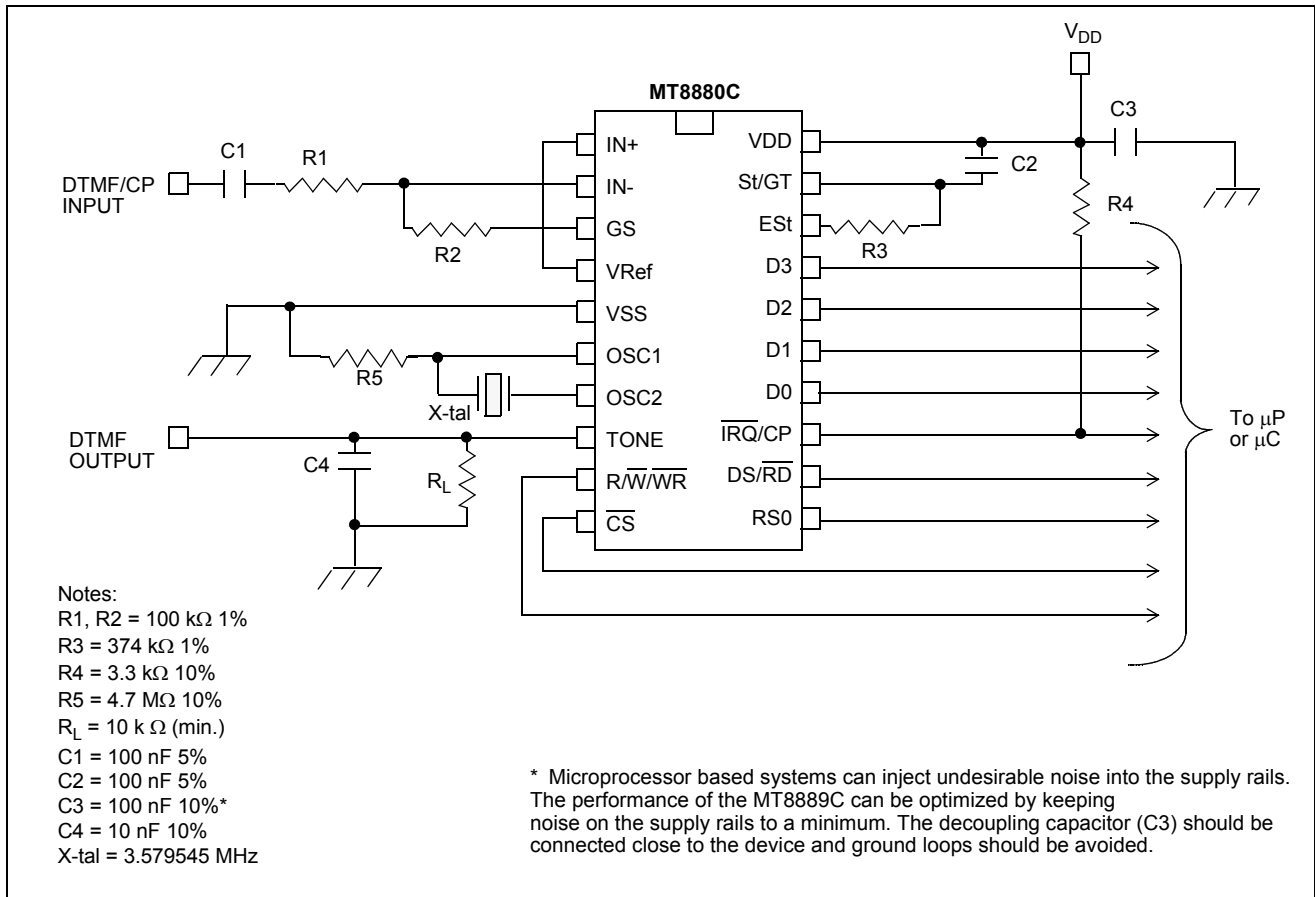 V_DD
MT8880C
C3
IN+
VDD
C1
R1
C2
DTMF/CP
INPUT
IN-
St/GT
R4
GS
ESt
R2
R3
VRef
D3
VSS
D2
OSC1
D1
R5
OSC2
D0
X-tal
DTMF
OUTPUT
TONE
IRQ/CP
To μP
or μC
C4
R_L
R/W/WR
DS/RD
CS
RS0
Notes:
R1, R2 = 100 kΩ 1%
R3 = 374 kΩ 1%
R4 = 3.3 kΩ 10%
R5 = 4.7 MΩ 10%
R_L = 10 k Ω (min.)
C1 = 100 nF 5%
C2 = 100 nF 5%
C3 = 100 nF 10%*
C4 = 10 nF 10%
X-tal = 3.579545 MHz
* Microprocessor based systems can inject undesirable noise into the supply rails.
The performance of the MT8889C can be optimized by keeping
noise on the supply rails to a minimum. The decoupling capacitor (C3) should be
connected close to the device and ground loops should be avoided.